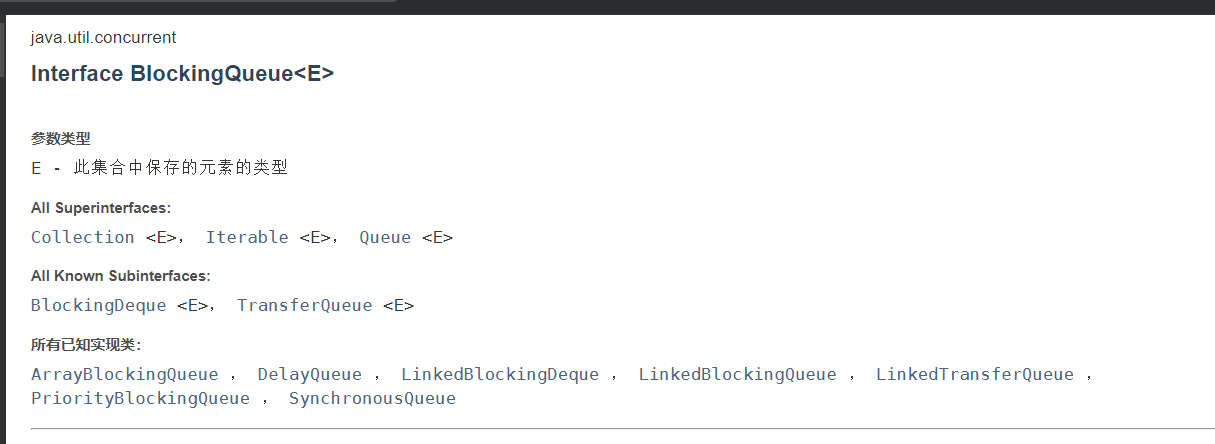 java.util.concurrent
Interface BlockingQueue<E>
参数类型
E - 此集合中保存的元素的类型
All Superinterfaces:
Collection <E>， Iterable <E>， Queue <E>
All Known Subinterfaces:
BlockingDeque <E>， TransferQueue <E>
所有已知实现类：
ArrayBlockingQueue ， DelayQueue ， LinkedBlockingDeque ， LinkedBlockingQueue ， LinkedTransferQueue ，
PriorityBlockingQueue ， SynchronousQueue